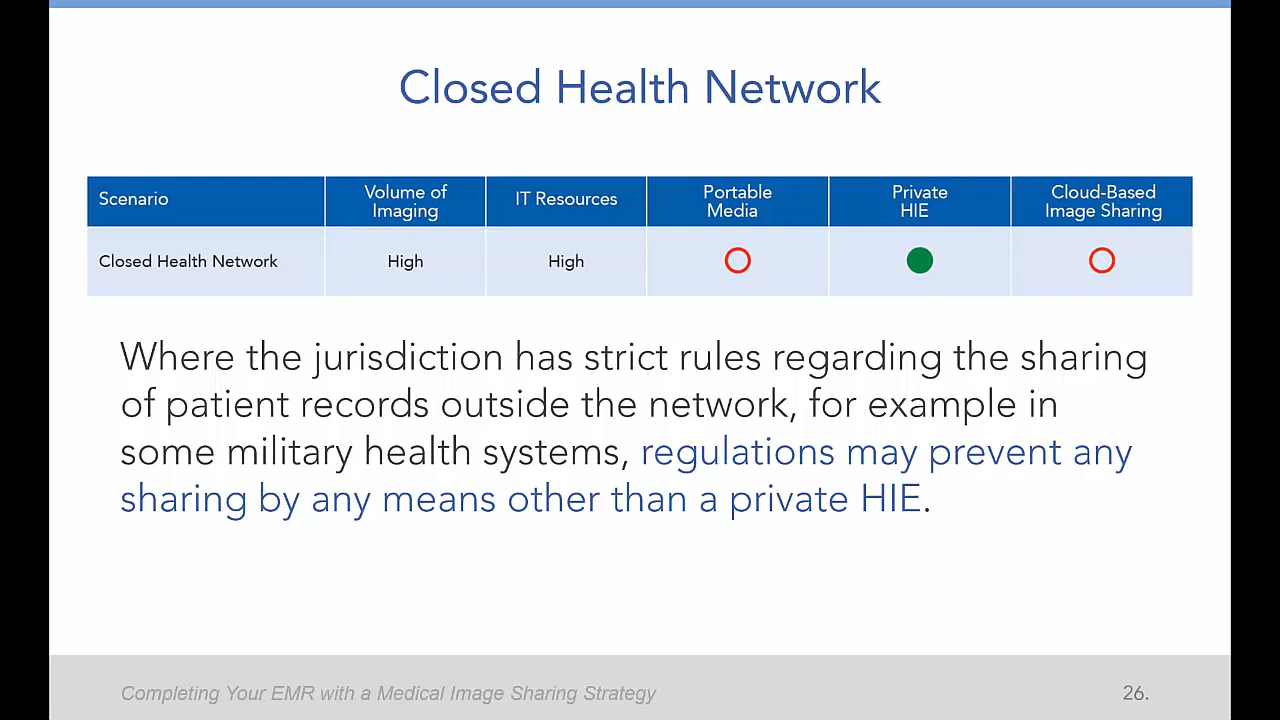 Closed Health Network
Scenario
Volume of
Imaging
IT Resources
Portable
Media
Private
HIE
Cloud-Based
Image Sharing
Closed Health Network
High
High
Where the jurisdiction has strict rules regarding the sharing
of patient records outside the network, for example in
some military health systems, regulations may prevent any
sharing by any means other than a private HIE.
Completing Your EMR with a Medical Image Sharing Strategy
26.